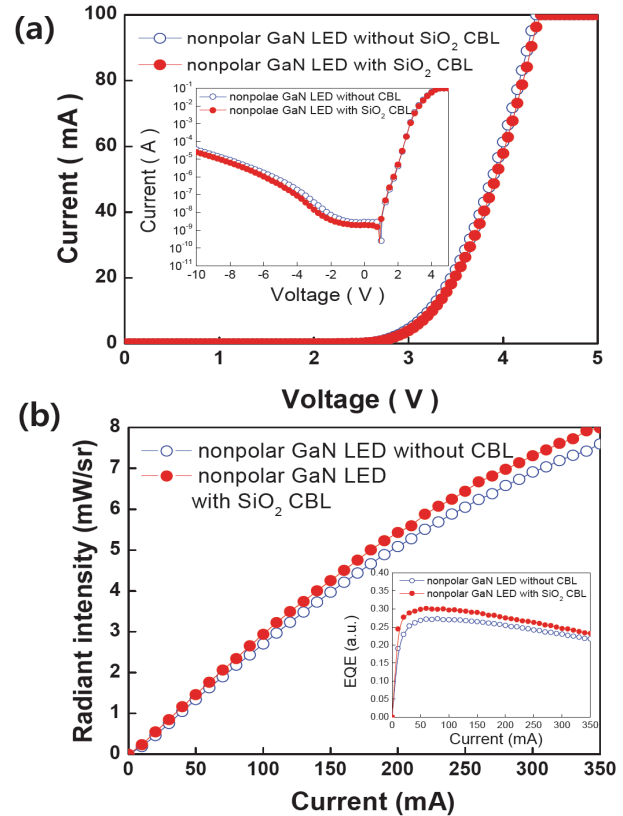 (a)
nonpolar GaN LED without SiO₂ CBL
nonpolar GaN LED with SiO₂ CBL
100
80
60
40
20
0
Current ( mA )
0 1 2 3 4 5
Voltage ( V )
nonpolae GaN LED without CBL
nonpolae GaN LED with SiO₂ CBL
10⁻¹
10⁻²
10⁻³
10⁻⁴
10⁻⁵
10⁻⁶
10⁻⁷
10⁻⁸
10⁻⁹
10⁻¹⁰
10⁻¹¹
Current ( A )
-10 -8 -6 -4 -2 0 2 4
Voltage ( V )
(b)
nonpolar GaN LED without CBL
nonpolar GaN LED
with SiO₂ CBL
8
7
6
5
4
3
2
1
0
Radiant intensity (mW/sr)
0 50 100 150 200 250 300 350
Current (mA)
nonpolar GaN LED without CBL
nonpolar GaN LED with SiO₂ CBL
0.40
0.35
0.30
0.25
0.20
0.15
0.10
0.05
0.00
EQE (a.u.)
0 50 100 150 200 250 300 350
Current (mA)